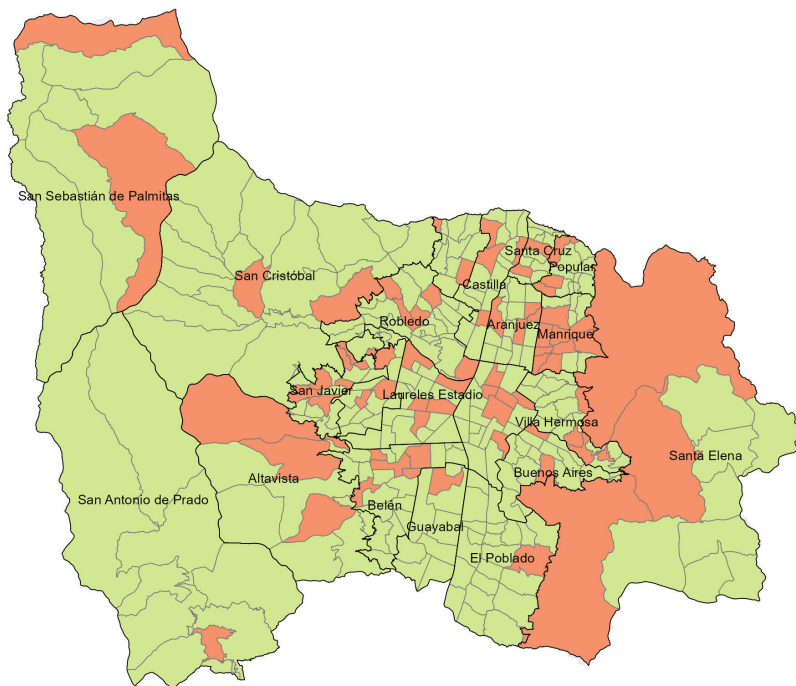 San Sebastián de Palmitas
Santa Cruz
Popular
San Cristóbal
Castilla
Robledo
Aranjuez
Manrique
San Javier
Laureles Estadio
Villa Hermosa
Santa Elena
Buenos Aires
Altavista
San Antonio de Prado
Belén
Guayabal
El Poblado